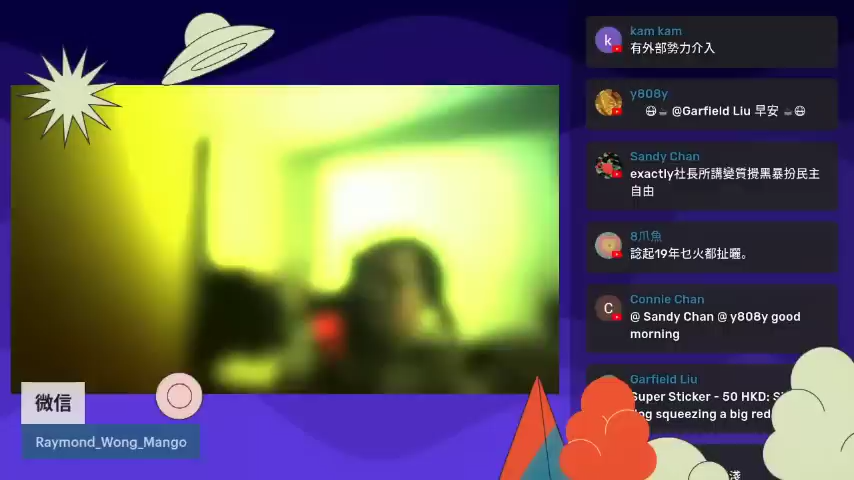 kam kam
有外部勢力介入
y808y
@Garfield Liu 早安
Sandy Chan
exactly社長所講變質攪黑暴扮民主
自由
8爪魚
諗起19年乜火都扯曬。
Connie Chan
@ Sandy Chan @ y808y good
morning
Garfield Liu
Super Sticker - 50 HKD:
squeezing a big red
微信
Raymond_Wong_Mango